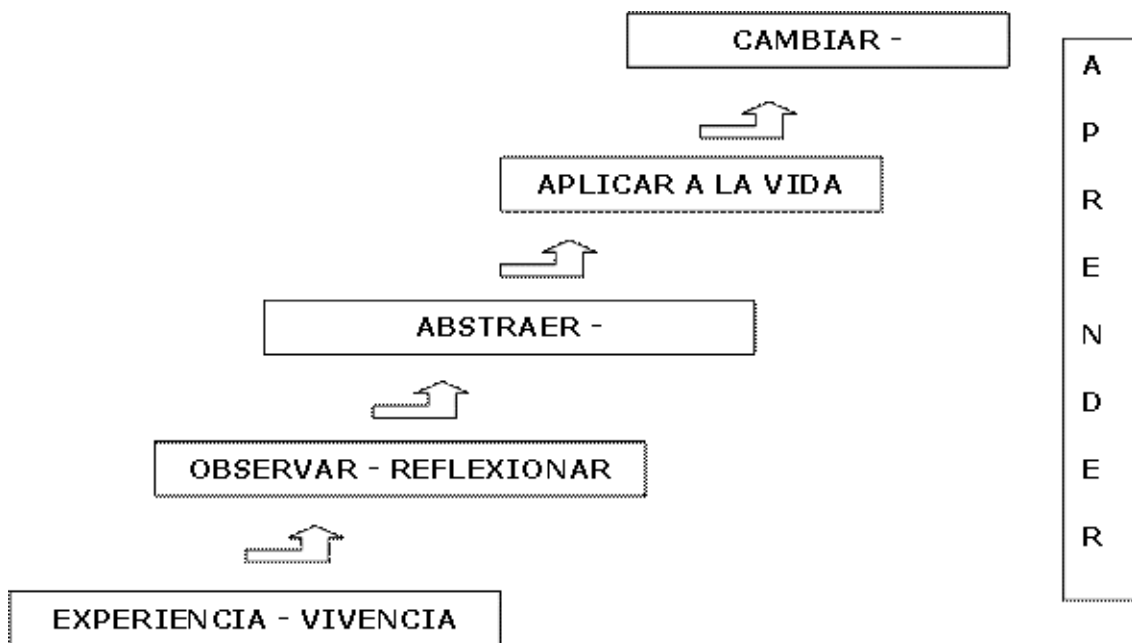 CAMBIAR -
APLICAR A LA VIDA
ABSTRAER -
OBSERVAR - REFLEXIONAR
EXPERIENCIA - VIVENCIA
A
P
R
E
N
D
E
R